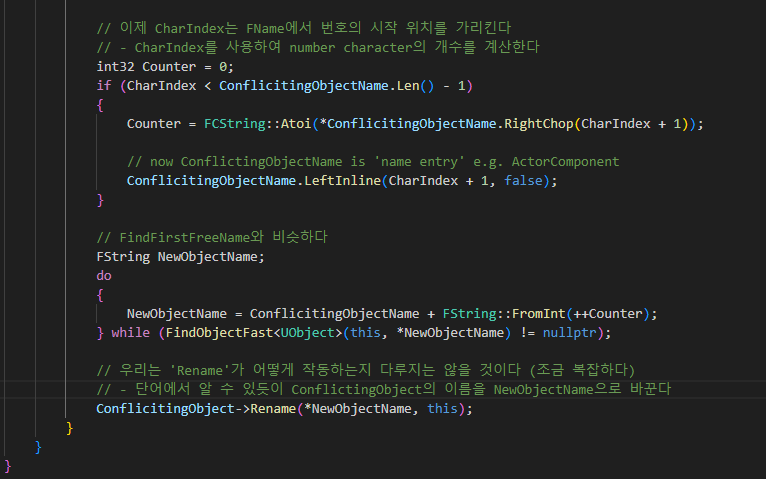 // 이제 CharIndex는 FName에서 번호의 시작 위치를 가리킨다
// - CharIndex를 사용하여 number character의 개수를 계산한다
int32 Counter = 0;
if (CharIndex < ConflicitingObjectName.Len() - 1)
{
Counter = FCString::Atoi(*ConflicitingObjectName.RightChop(CharIndex + 1));
// now ConflictingObjectName is 'name entry' e.g. ActorComponent
ConflicitingObjectName.LeftInline(CharIndex + 1, false);
}
// FindFirstFreeName와 비슷하다
FString NewObjectName;
do
{
NewObjectName = ConflicitingObjectName + FString::FromInt(++Counter);
} while (FindObjectFast<UObject>(this, *NewObjectName) != nullptr);
// 우리는 'Rename'가 어떻게 작동하는지 다루지는 않을 것이다 (조금 복잡하다)
// - 단어에서 알 수 있듯이 ConflictingObject의 이름을 NewObjectName으로 바꾼다
ConflicitingObject->Rename(*NewObjectName, this);
}
}
}